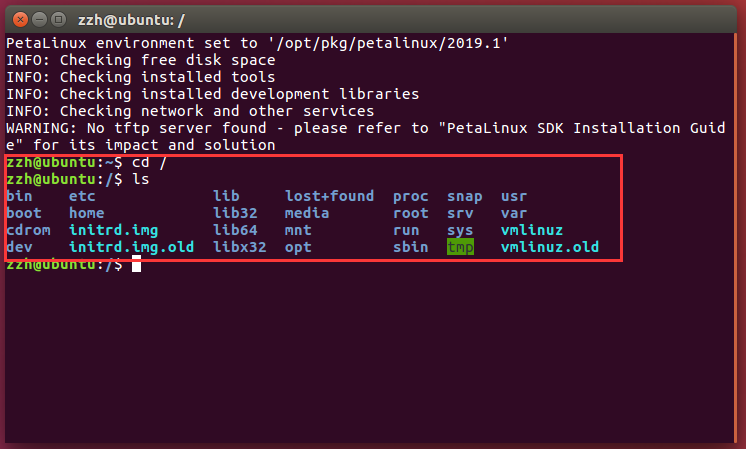 zzh@ubuntu: /
PetaLinux environment set to '/opt/pkg/petalinux/2019.1'
INFO: Checking free disk space
INFO: Checking installed tools
INFO: Checking installed development libraries
INFO: Checking network and other services
WARNING: No tftp server found - please refer to "PetaLinux SDK Installation Guid
e" for its impact and solution
zzh@ubuntu:~$ cd /
zzh@ubuntu:/$ ls
bin    etc             lib     lost+found  proc  snap  usr
boot   home            lib32   media       root  srv   var
cdrom  initrd.img      lib64   mnt         run   sys   vmlinuz
dev    initrd.img.old  libx32  opt         sbin  tmp   vmlinuz.old
zzh@ubuntu:/$